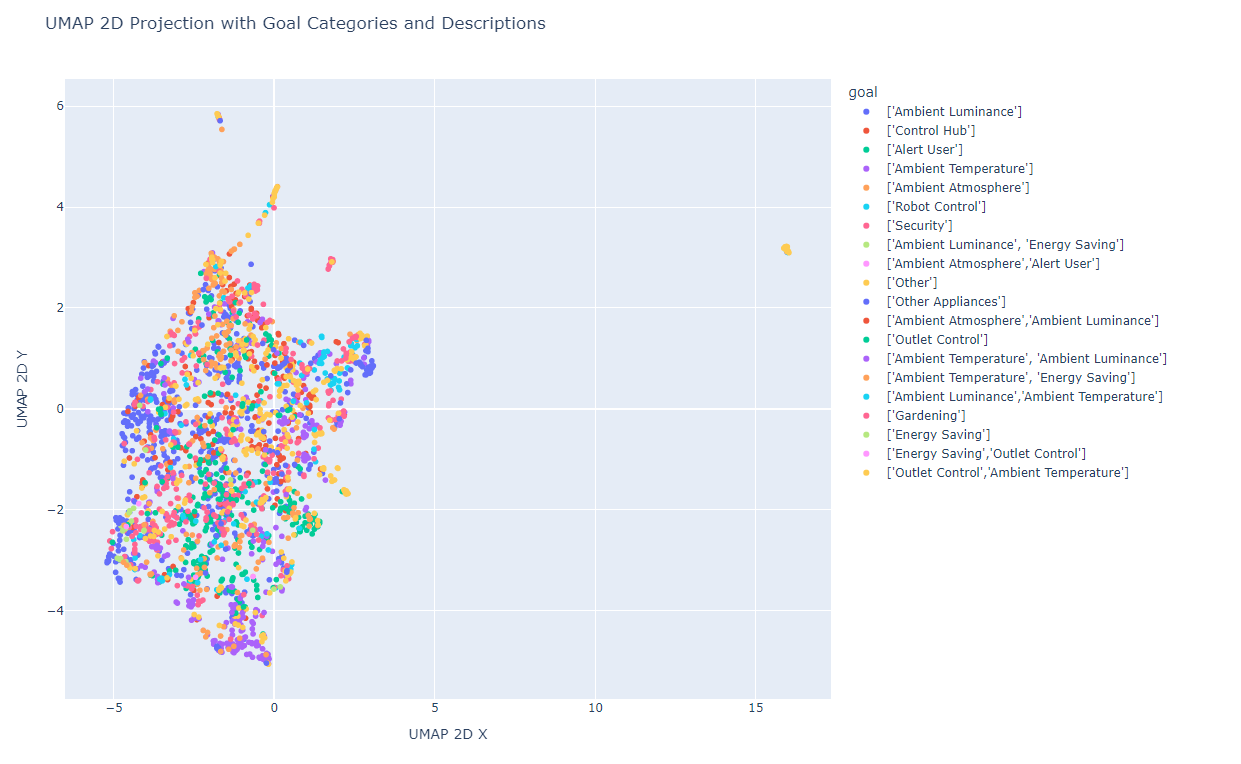 UMAP 2D Projection with Goal Categories and Descriptions
goal
['Ambient Luminance']
['Control Hub']
['Alert User']
['Ambient Temperature']
['Ambient Atmosphere']
['Robot Control']
['Security']
['Ambient Luminance', 'Energy Saving']
['Ambient Atmosphere','Alert User']
['Other']
['Other Appliances']
['Ambient Atmosphere','Ambient Luminance']
['Outlet Control']
['Ambient Temperature', 'Ambient Luminance']
['Ambient Temperature', 'Energy Saving']
['Ambient Luminance','Ambient Temperature']
['Gardening']
['Energy Saving']
['Energy Saving','Outlet Control']
['Outlet Control','Ambient Temperature']
UMAP 2D Y
6
4
2
0
−2
−4
−5
0
5
10
15
UMAP 2D X